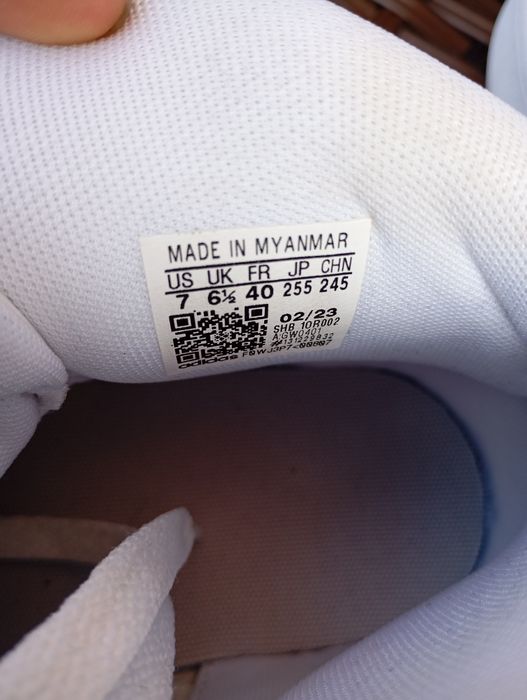 MADE IN MYANMAR
US UK FR JP CHN
7 6½ 40 255 245
02/23
SHB 10R002
A:GW0401
adidas